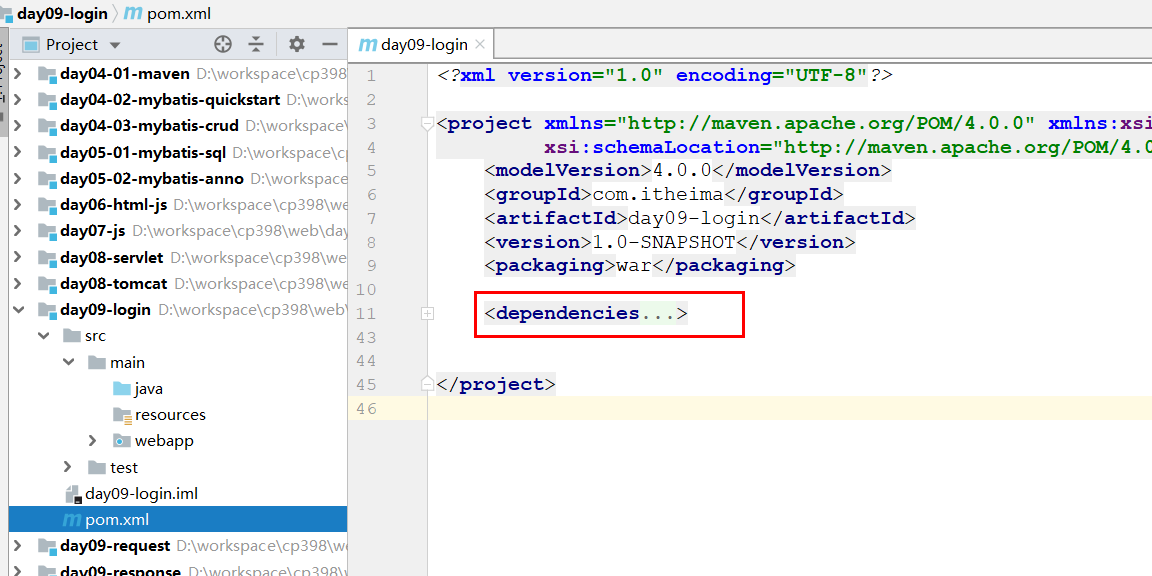 day09-login pom.xml
Project
day09-login
day04-01-maven D:\workspace\cp398
day04-02-mybatis-quickstart D:\works
day04-03-mybatis-crud D:\workspace\
day05-01-mybatis-sql D:\workspace\cp
day05-02-mybatis-anno D:\workspace
day06-html-js D:\workspace\cp398\we
day07-js D:\workspace\cp398\web\day
day08-servlet D:\workspace\cp398\we
day08-tomcat D:\workspace\cp398\we
day09-login D:\workspace\cp398\web\
src
main
java
resources
webapp
test
day09-login.iml
pom.xml
day09-request D:\workspace\cp398\we
day09-response D:\workspace\cp398\w
1 <?xml version="1.0" encoding="UTF-8"?>
2
3 <project xmlns="http://maven.apache.org/POM/4.0.0" xmlns:xsi
4 xsi:schemaLocation="http://maven.apache.org/POM/4.0
5 <modelVersion>4.0.0</modelVersion>
6 <groupId>com.itheima</groupId>
7 <artifactId>day09-login</artifactId>
8 <version>1.0-SNAPSHOT</version>
9 <packaging>war</packaging>
10
11 <dependencies...>
43
44
45 </project>
46